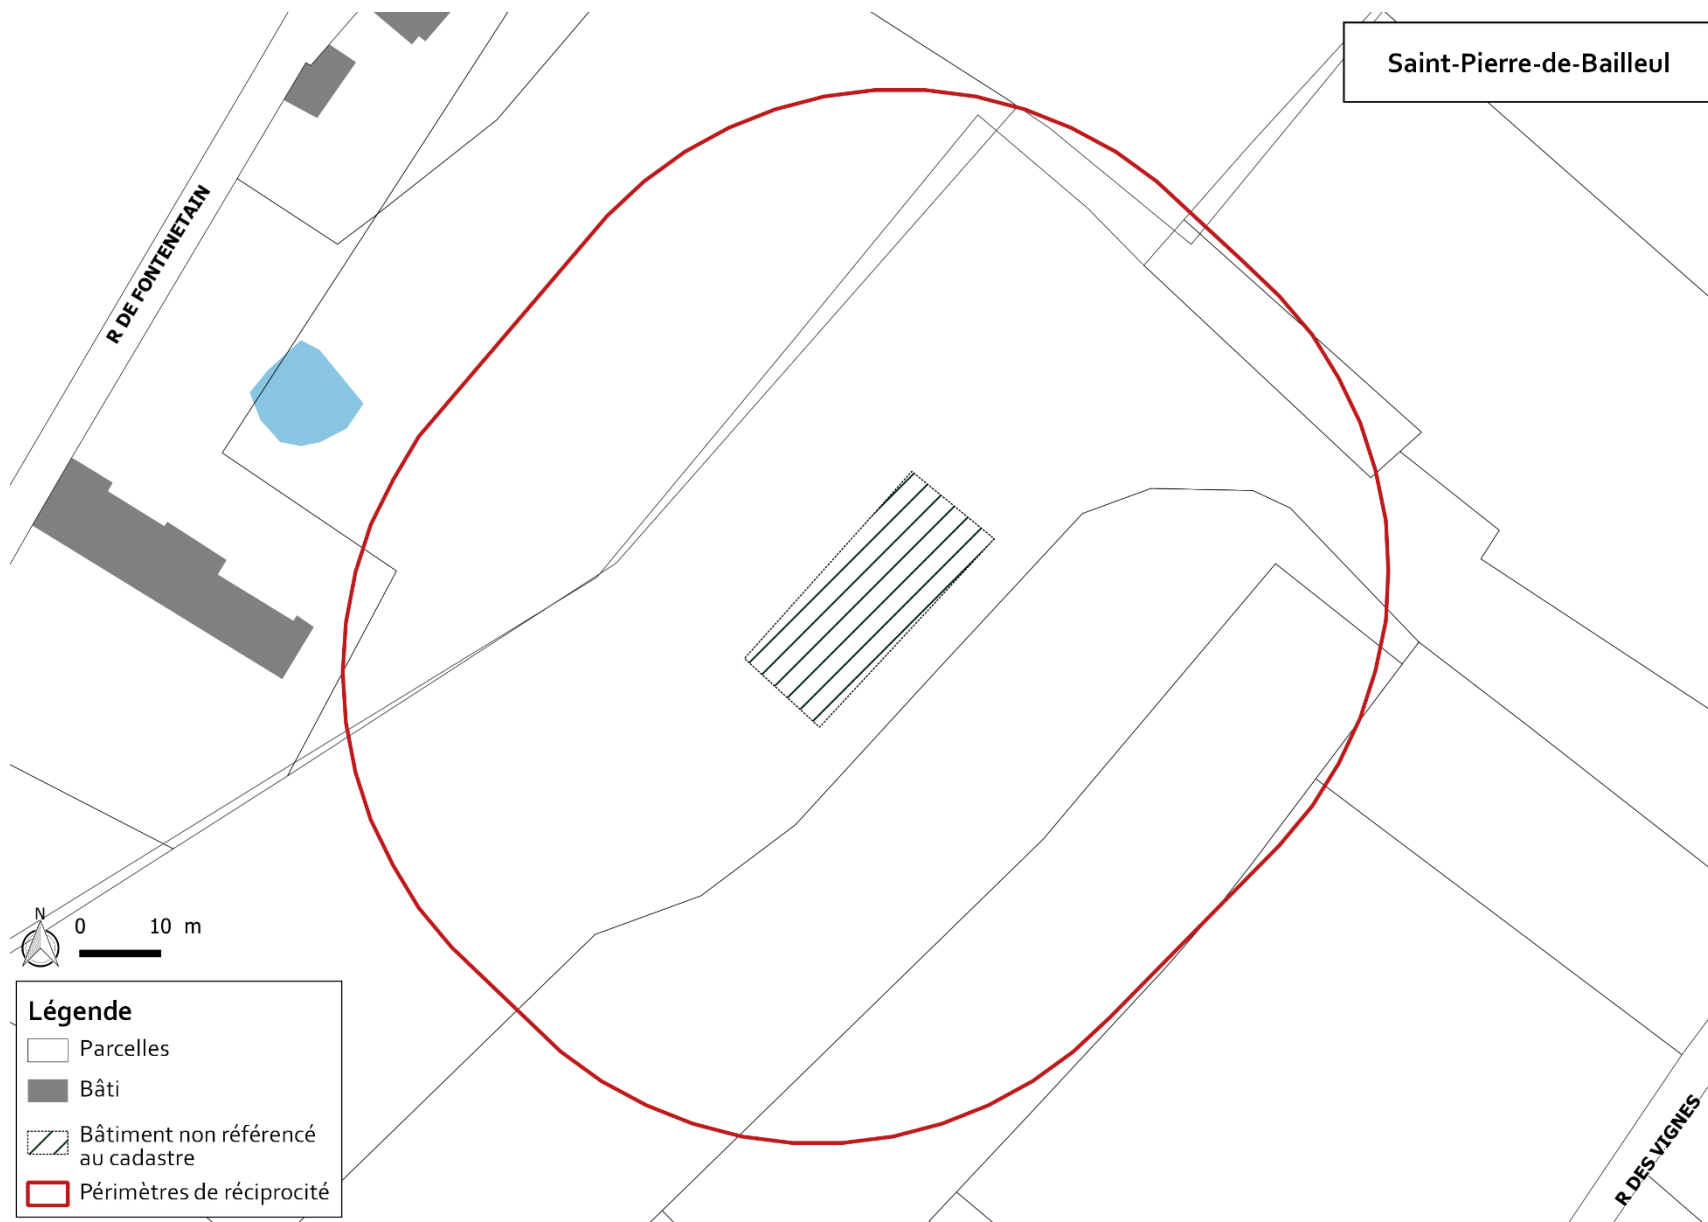 Saint-Pierre-de-Bailleul
R DE FONTENETAIN
N
0 10 m
Légende
Parcelles
Bâti
Bâtiment non référencé
au cadastre
Périmètres de réciprocité
R DES VIGNES